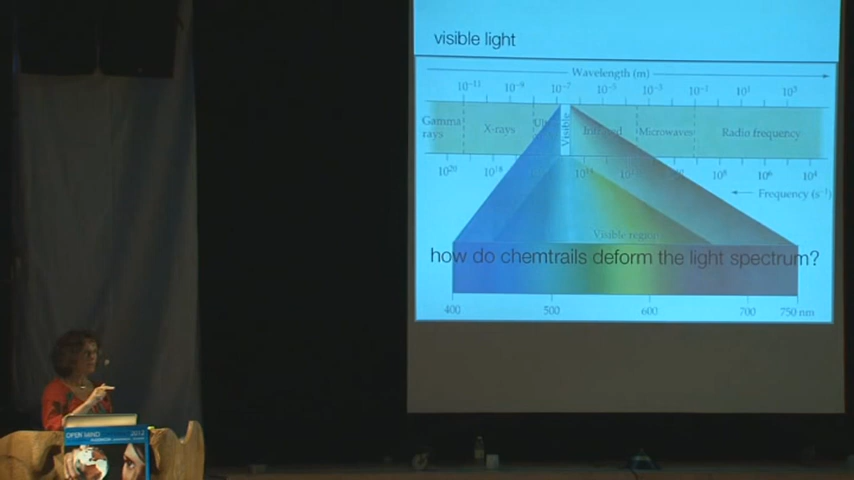 visible light
Wavelength (m)
10⁻¹¹ 10⁻⁹ 10⁻⁷ 10⁻⁵ 10⁻³ 10⁻¹ 10¹ 10³
Gamma rays
X-rays
Visible
Infrared
Microwaves
Radio frequency
10²⁰ 10¹⁸ 10⁸ 10⁶ 10⁴
Frequency (s⁻¹)
Visible region
how do chemtrails deform the light spectrum?
400 500 600 700 750 nm
OPEN MIND
2012